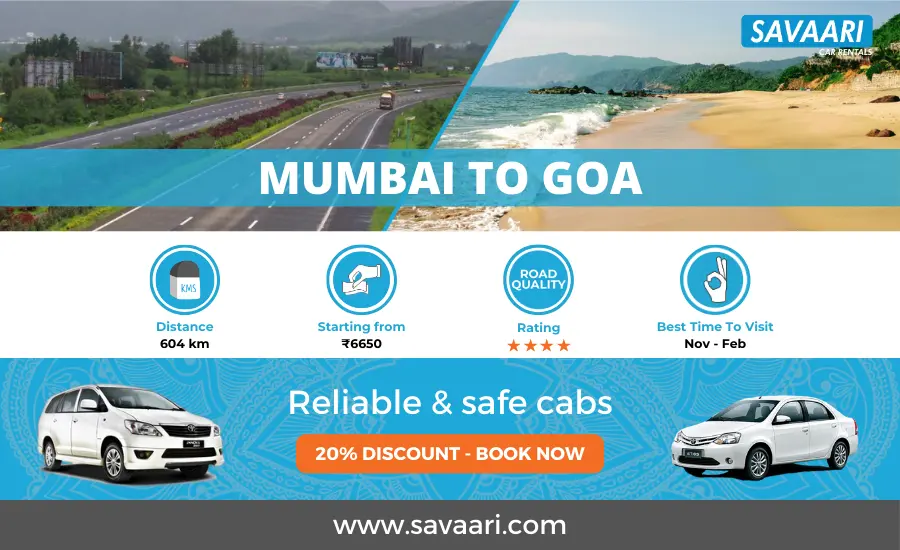 SAVAARI
CAR RENTALS
MUMBAI TO GOA
KMS
ROAD
QUALITY
Distance
Starting from
Rating
Best Time To Visit
604 km
₹6650
Nov - Feb
Reliable & safe cabs
20% DISCOUNT - BOOK NOW
www.savaari.com